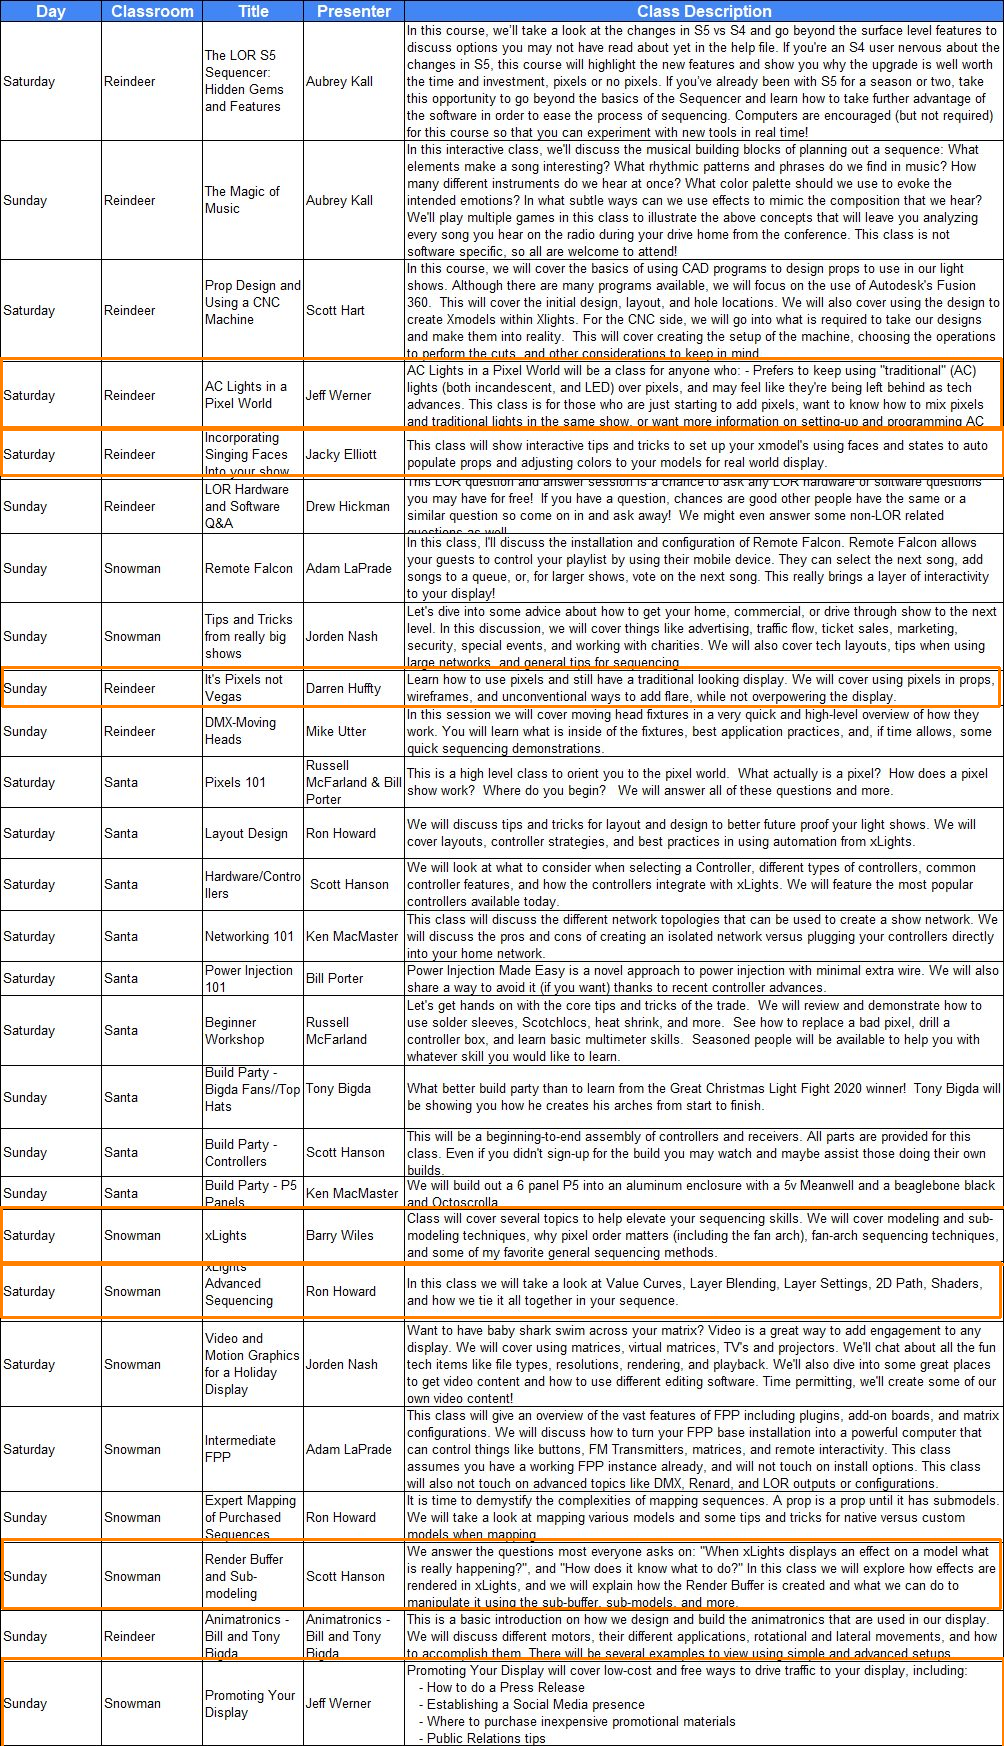 Day Classroom Title Presenter Class Description
Saturday Reindeer
The LOR S5
Sequencer:
Hidden Gems
and Features
Aubrey Kall
In this course, we'll take a look at the changes in S5 vs S4 and go beyond the surface level features to
discuss options you may not have read about yet in the help file. If you're an S4 user nervous about the
changes in S5, this course will highlight the new features and show you why the upgrade is well worth
the time and investment, pixels or no pixels. If you've already been with S5 for a season or two, take
this opportunity to go beyond the basics of the Sequencer and learn how to take further advantage of
the software in order to ease the process of sequencing. Computers are encouraged (but not required)
for this course so that you can experiment with new tools in real time!
Sunday Reindeer
The Magic of
Music
Aubrey Kall
In this interactive class, we'll discuss the musical building blocks of planning out a sequence: What
elements make a song interesting? What rhythmic patterns and phrases do we find in music? How
many different instruments do we hear at once? What color palette should we use to evoke the
intended emotions? In what subtle ways can we use effects to mimic the composition that we hear?
We'll play multiple games in this class to illustrate the above concepts that will leave you analyzing
every song you hear on the radio during your drive home from the conference. This class is not
software specific, so all are welcome to attend!
Saturday Reindeer
Prop Design and
Using a CNC
Machine
Scott Hart
In this course, we will cover the basics of using CAD programs to design props to use in our light
shows. Although there are many programs available, we will focus on the use of Autodesk's Fusion
360.  This will cover the initial design, layout, and hole locations. We will also cover using the design to
create Xmodels within Xlights. For the CNC side, we will go into what is required to take our designs
and make them into reality.  This will cover creating the setup of the machine, choosing the operations
to perform the cuts, and other considerations to keep in mind
Saturday Reindeer
AC Lights in a
Pixel World
Jeff Werner
AC Lights in a Pixel World will be a class for anyone who: - Prefers to keep using "traditional" (AC)
lights (both incandescent, and LED) over pixels, and may feel like they're being left behind as tech
advances. This class is for those who are just starting to add pixels, want to know how to mix pixels
and traditional lights in the same show, or want more information on setting-up and programming AC
Saturday Reindeer
Incorporating
Singing Faces
Into your show
Jacky Elliott
This class will show interactive tips and tricks to set up your xmodel's using faces and states to auto
populate props and adjusting colors to your models for real world display.
Sunday Reindeer
LOR Hardware
and Software
Q&A
Drew Hickman
This LOR question and answer session is a chance to ask any LOR hardware or software questions
you may have for free!  If you have a question, chances are good other people have the same or a
similar question so come on in and ask away!  We might even answer some non-LOR related
questions as well
Sunday Snowman
Remote Falcon
Adam LaPrade
In this class, I'll discuss the installation and configuration of Remote Falcon. Remote Falcon allows
your guests to control your playlist by using their mobile device. They can select the next song, add
songs to a queue, or, for larger shows, vote on the next song. This really brings a layer of interactivity
to your display!
Sunday Snowman
Tips and Tricks
from really big
shows
Jorden Nash
Let's dive into some advice about how to get your home, commercial, or drive through show to the next
level. In this discussion, we will cover things like advertising, traffic flow, ticket sales, marketing,
security, special events, and working with charities. We will also cover tech layouts, tips when using
large networks, and general tips for sequencing
Sunday Reindeer
It's Pixels not
Vegas
Darren Huffty
Learn how to use pixels and still have a traditional looking display. We will cover using pixels in props,
wireframes, and unconventional ways to add flare, while not overpowering the display.
Sunday Reindeer
DMX-Moving
Heads
Mike Utter
In this session we will cover moving head fixtures in a very quick and high-level overview of how they
work. You will learn what is inside of the fixtures, best application practices, and, if time allows, some
quick sequencing demonstrations.
Saturday Santa
Pixels 101
Russell
McFarland & Bill
Porter
This is a high level class to orient you to the pixel world.  What actually is a pixel?  How does a pixel
show work?  Where do you begin?   We will answer all of these questions and more.
Saturday Santa
Layout Design
Ron Howard
We will discuss tips and tricks for layout and design to better future proof your light shows. We will
cover layouts, controller strategies, and best practices in using automation from xLights.
Saturday Santa
Hardware/Contro
llers
Scott Hanson
We will look at what to consider when selecting a Controller, different types of controllers, common
controller features, and how the controllers integrate with xLights. We will feature the most popular
controllers available today.
Saturday Santa
Networking 101
Ken MacMaster
This class will discuss the different network topologies that can be used to create a show network. We
will discuss the pros and cons of creating an isolated network versus plugging your controllers directly
into your home network.
Saturday Santa
Power Injection
101
Bill Porter
Power Injection Made Easy is a novel approach to power injection with minimal extra wire. We will also
share a way to avoid it (if you want) thanks to recent controller advances.
Saturday Santa
Beginner
Workshop
Russell
McFarland
Let's get hands on with the core tips and tricks of the trade.  We will review and demonstrate how to
use solder sleeves, Scotchlocs, heat shrink, and more.  See how to replace a bad pixel, drill a
controller box, and learn basic multimeter skills.  Seasoned people will be available to help you with
whatever skill you would like to learn.
Sunday Santa
Build Party -
Bigda Fans//Top
Hats
Tony Bigda
What better build party than to learn from the Great Christmas Light Fight 2020 winner!  Tony Bigda will
be showing you how he creates his arches from start to finish.
Sunday Santa
Build Party -
Controllers
Scott Hanson
This will be a beginning-to-end assembly of controllers and receivers. All parts are provided for this
class. Even if you didn't sign-up for the build you may watch and maybe assist those doing their own
builds.
Sunday Santa
Build Party - P5
Panels
Ken MacMaster
We will build out a 6 panel P5 into an aluminum enclosure with a 5v Meanwell and a beaglebone black
and Octoscrolla
Saturday Snowman
xLights
Barry Wiles
Class will cover several topics to help elevate your sequencing skills. We will cover modeling and sub-
modeling techniques, why pixel order matters (including the fan arch), fan-arch sequencing techniques,
and some of my favorite general sequencing methods.
Saturday Snowman
xLights
Advanced
Sequencing
Ron Howard
In this class we will take a look at Value Curves, Layer Blending, Layer Settings, 2D Path, Shaders,
and how we tie it all together in your sequence.
Saturday Snowman
Video and
Motion Graphics
for a Holiday
Display
Jorden Nash
Want to have baby shark swim across your matrix? Video is a great way to add engagement to any
display. We will cover using matrices, virtual matrices, TV's and projectors. We'll chat about all the fun
tech items like file types, resolutions, rendering, and playback. We'll also dive into some great places
to get video content and how to use different editing software. Time permitting, we'll create some of our
own video content!
Saturday Snowman
Intermediate
FPP
Adam LaPrade
This class will give an overview of the vast features of FPP including plugins, add-on boards, and matrix
configurations. We will discuss how to turn your FPP base installation into a powerful computer that
can control things like buttons, FM Transmitters, matrices, and remote interactivity. This class
assumes you have a working FPP instance already, and will not touch on install options. This class
will also not touch on advanced topics like DMX, Renard, and LOR outputs or configurations.
Sunday Snowman
Expert Mapping
of Purchased
Sequences
Ron Howard
It is time to demystify the complexities of mapping sequences. A prop is a prop until it has submodels.
We will take a look at mapping various models and some tips and tricks for native versus custom
models when mapping
Sunday Snowman
Render Buffer
and Sub-
modeling
Scott Hanson
We answer the questions most everyone asks on: "When xLights displays an effect on a model what
is really happening?", and "How does it know what to do?" In this class we will explore how effects are
rendered in xLights, and we will explain how the Render Buffer is created and what we can do to
manipulate it using the sub-buffer, sub-models, and more.
Sunday Reindeer
Animatronics -
Bill and Tony
Bigda
Animatronics -
Bill and Tony
Bigda
This is a basic introduction on how we design and build the animatronics that are used in our display.
We will discuss different motors, their different applications, rotational and lateral movements, and how
to accomplish them. There will be several examples to view using simple and advanced setups
Sunday Snowman
Promoting Your
Display
Jeff Werner
Promoting Your Display will cover low-cost and free ways to drive traffic to your display, including:
- How to do a Press Release
- Establishing a Social Media presence
- Where to purchase inexpensive promotional materials
- Public Relations tips